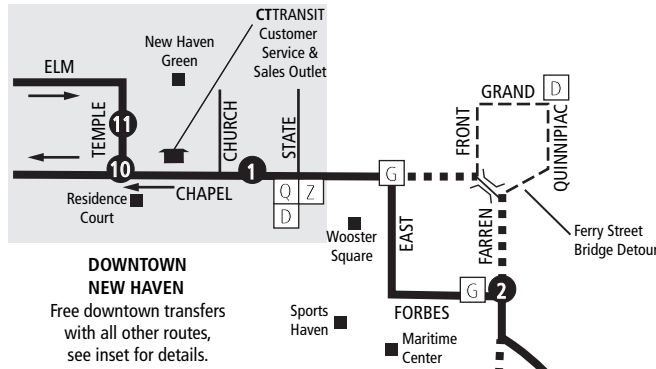 CTTRANSIT
Customer
Service &
Sales Outlet
New Haven
Green
ELM
TEMPLE
11
10
CHURCH
STATE
1
CHAPEL
Residence
Court
Q Z
D
G
GRAND
D
FRONT
QUINNIPIAC
EAST
FARREN
Ferry Street
Bridge Detour
Wooster
Square
G
2
FORBES
DOWNTOWN
NEW HAVEN
Free downtown transfers
with all other routes,
see inset for details.
Sports
Haven
Maritime
Center